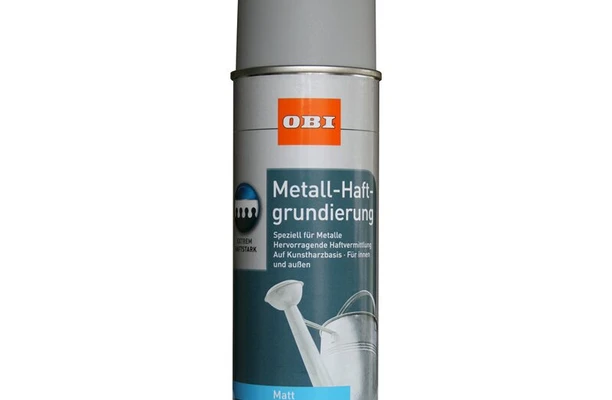 OBI
Metall-Haft-
grundierung
Speziell für Metalle
Hervorragende Haftvermittlung
Auf Kunstharzbasis · Für innen
und außen
Matt